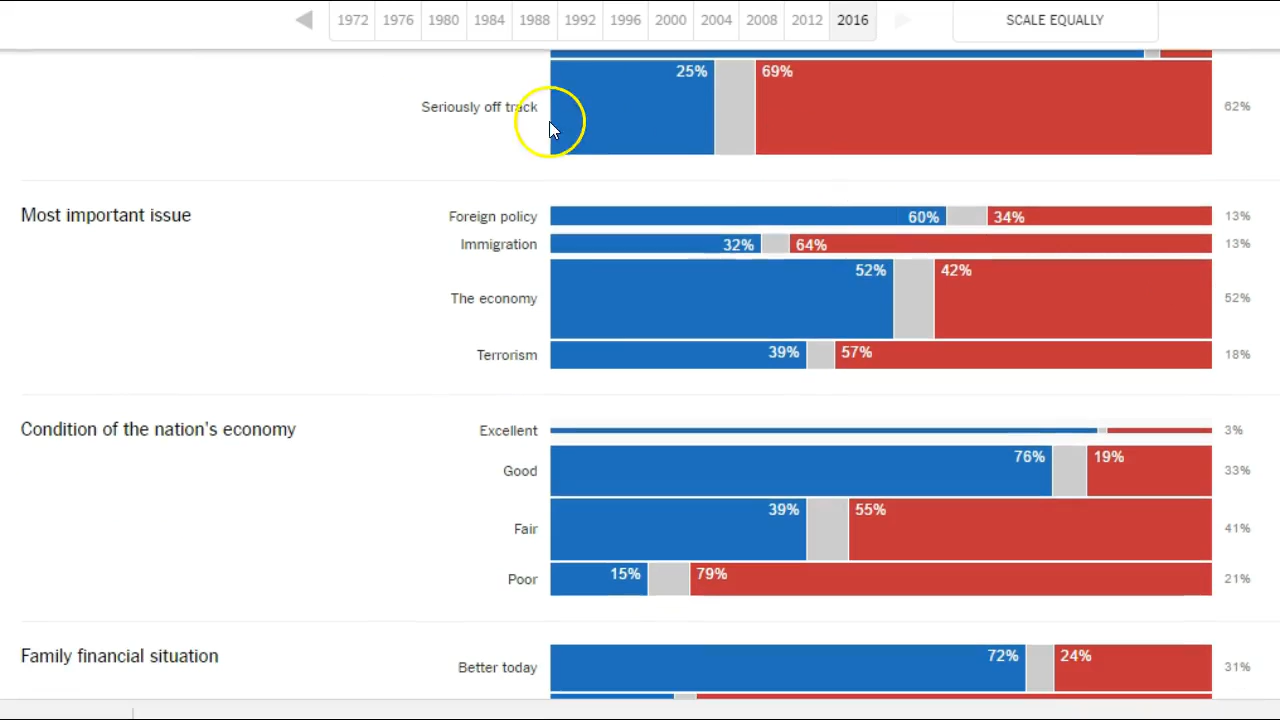 1972 1976 1980 1984 1988 1992 1996 2000 2004 2008 2012 2016 SCALE EQUALLY
25% 69%
Seriously off track 62%
Most important issue Foreign policy 60% 34% 13%
Immigration 32% 64% 13%
52% 42%
The economy 52%
Terrorism 39% 57% 18%
Condition of the nation's economy Excellent 3%
76% 19%
Good 33%
39% 55%
Fair 41%
15% 79%
Poor 21%
Family financial situation 72% 24%
Better today 31%